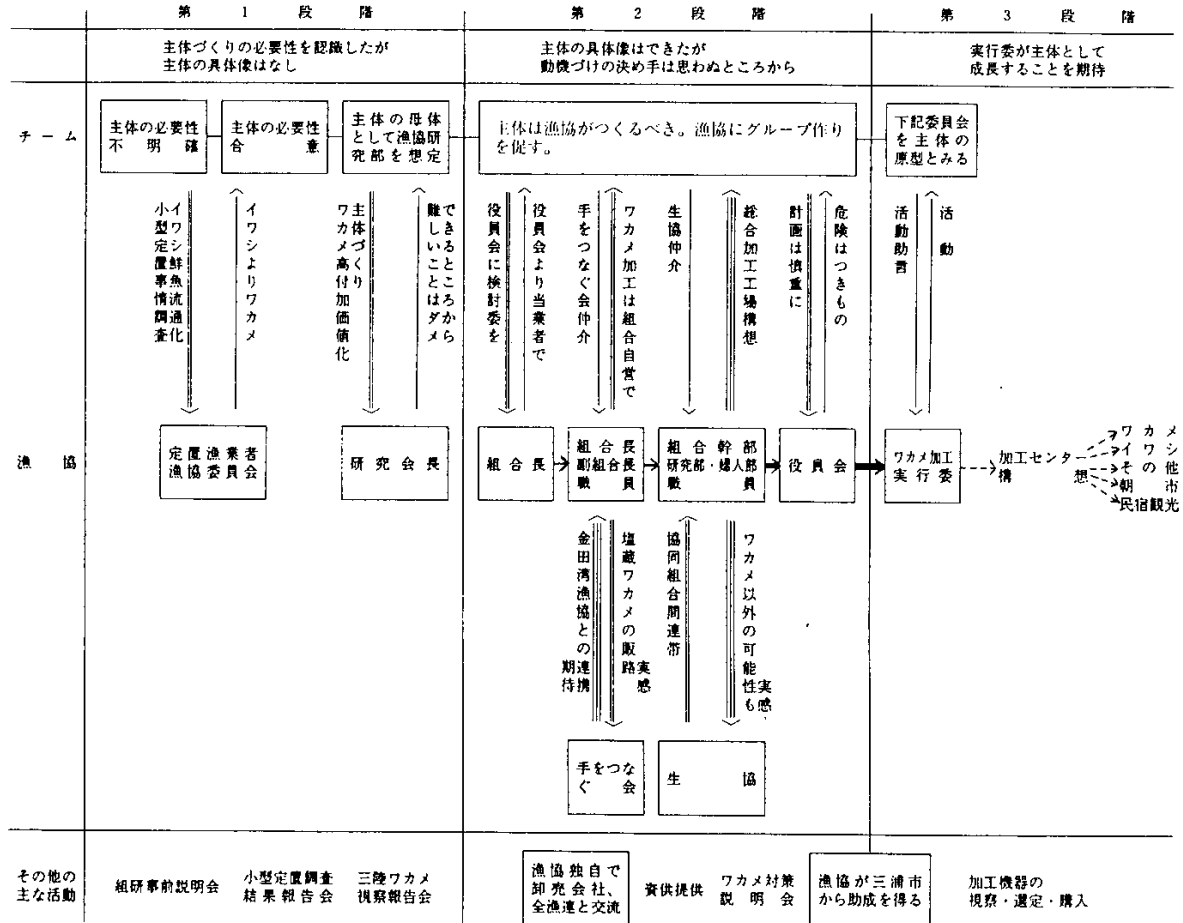 第1段階
第2段階
第3段階
主体づくりの必要性を認識したが
主体の具体像はなし
主体の具体像はできたが
動機づけの決め手は思わぬところから
実行委が主体として
成長することを期待
チーム
主体の必要性
不明確
主体の必要性
合意
主体の母体
として漁協研
究部を想定
主体は漁協がつくるべき。漁協にグループ作り
を促す。
下記委員会
を主体の
原型とみる
イワシ鮮魚流通化
小型定置事情調査
イワシよりワカメ
主体づくり
ワカメ高付加価値化
できるところから
難しいことはダメ
役員会に検討委を
役員会より当業者で
手をつなぐ会仲介
ワカメ加工は組合自営で
生協仲介
総合加工工場構想
計画は慎重に
危険はつきもの
活動助言
活動
漁協
定置漁業者
漁協委員会
研究会長
組合長
組合長
副組合長
職員
組合幹部
研究部・婦人部
職員
役員会
ワカメ加工
実行委
加工センター
構想
ワカメ
イワシ
その他
朝市
民宿観光
金田湾漁協との連携
期待
塩蔵ワカメの販路
実感
協同組合間連帯
ワカメ以外の可能性も
実感
手をつな
ぐ会
生協
その他の
主な活動
組研事前説明会
小型定置調査
結果報告会
三陸ワカメ
視察報告会
漁協独自で
卸売会社、
全漁連と交流
資供提供
ワカメ対策
説明会
漁協が三浦市
から助成を得る
加工機器の
視察・選定・購入